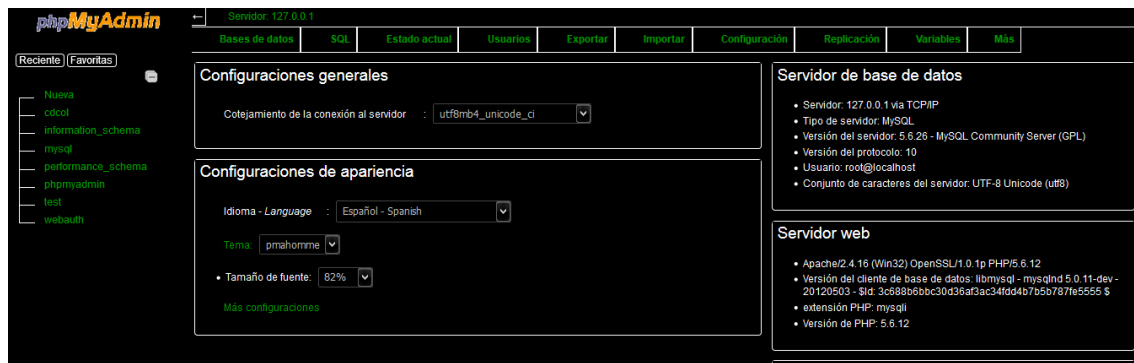 phpMyAdmin
Reciente Favoritas
Nueva
cdcol
information_schema
mysql
performance_schema
phpmyadmin
test
webauth
← Servidor: 127.0.0.1
Bases de datos SQL Estado actual Usuarios Exportar Importar Configuración Replicación Variables Más
Configuraciones generales
Cotejamiento de la conexión al servidor : utf8mb4_unicode_ci
Configuraciones de apariencia
Idioma - Language : Español - Spanish
Tema: pmahomme
• Tamaño de fuente: 82%
Más configuraciones
Servidor de base de datos
• Servidor: 127.0.0.1 via TCP/IP
• Tipo de servidor: MySQL
• Versión del servidor: 5.6.26 - MySQL Community Server (GPL)
• Versión del protocolo: 10
• Usuario: root@localhost
• Conjunto de caracteres del servidor: UTF-8 Unicode (utf8)
Servidor web
• Apache/2.4.16 (Win32) OpenSSL/1.0.1p PHP/5.6.12
• Versión del cliente de base de datos: libmysql - mysqlnd 5.0.11-dev -
20120503 - $Id: 3c688b6bbc30d36af3ac34fdd4b7b5b787fe5555 $
• extensión PHP: mysqli
• Versión de PHP: 5.6.12